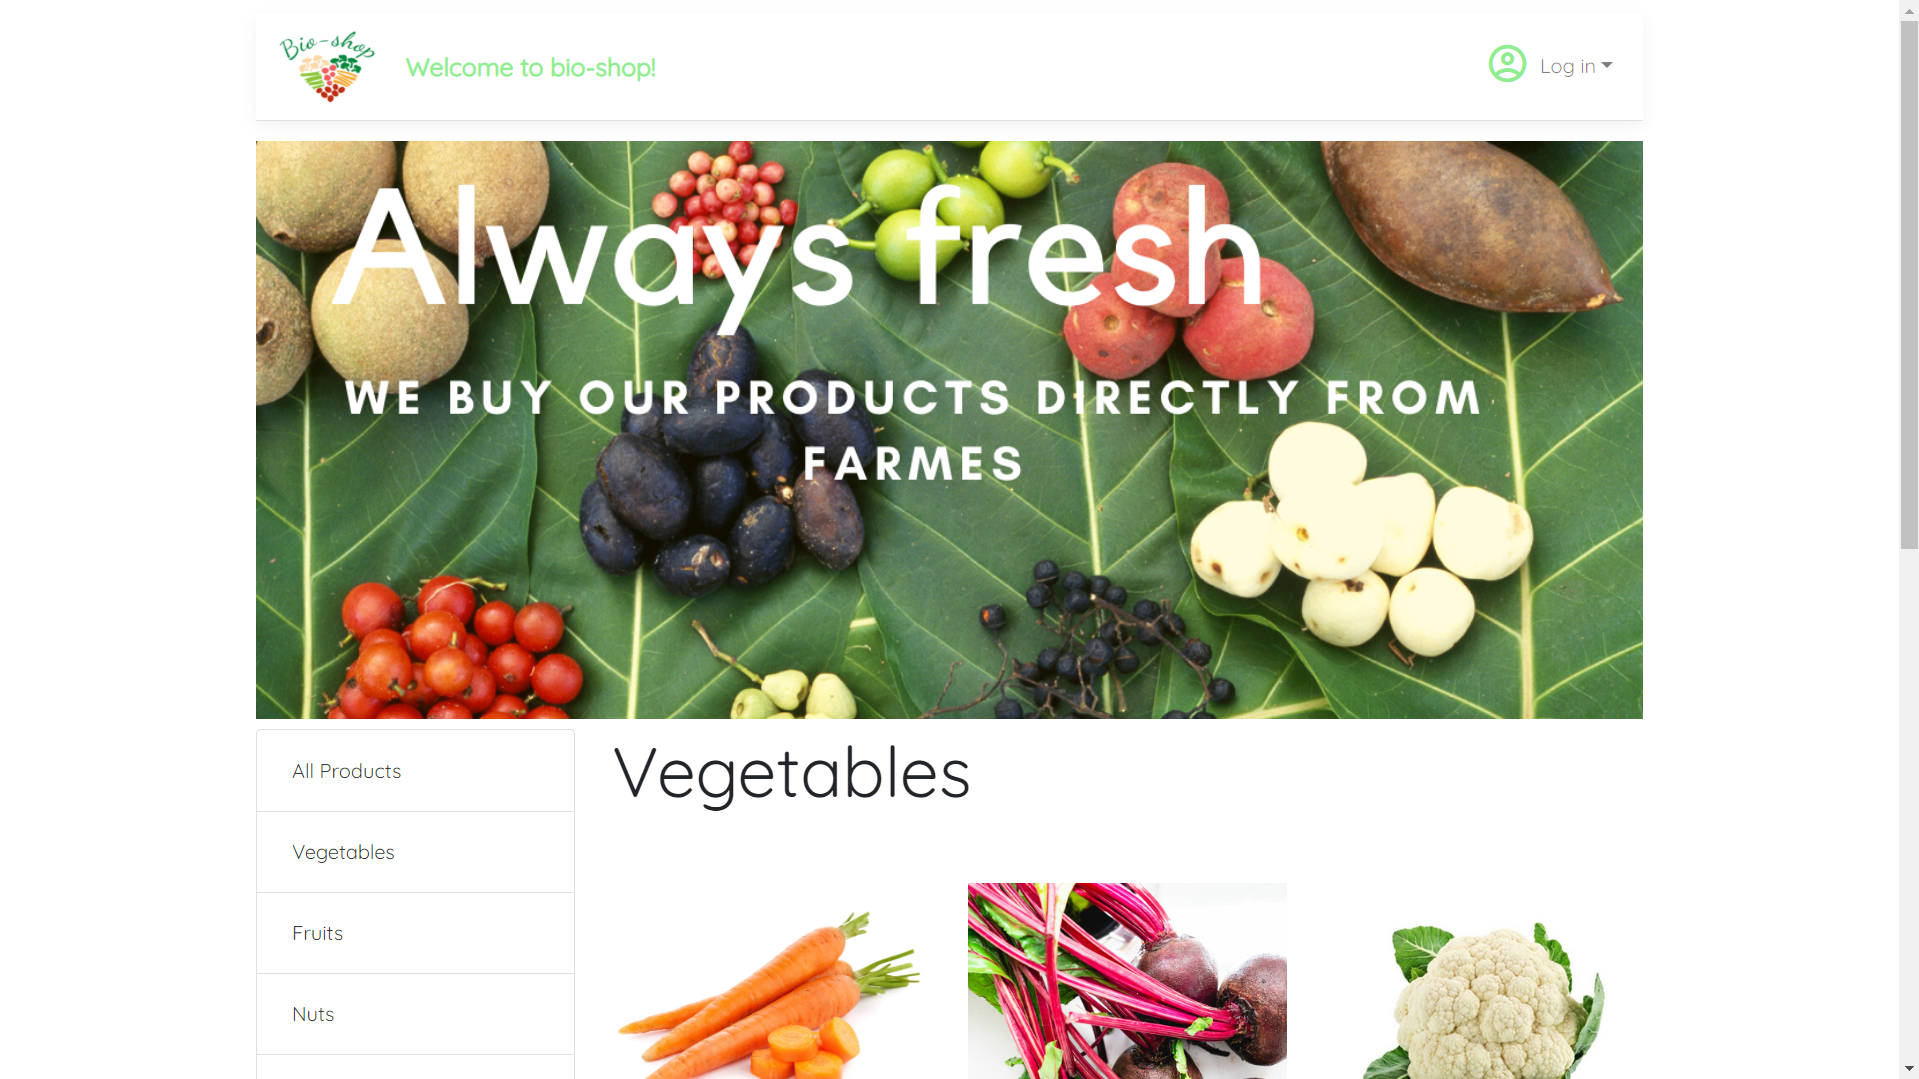 Bio-shop
Welcome to bio-shop!
Log in
Always fresh
WE BUY OUR PRODUCTS DIRECTLY FROM
FARMES
All Products
Vegetables
Vegetables
Fruits
Nuts